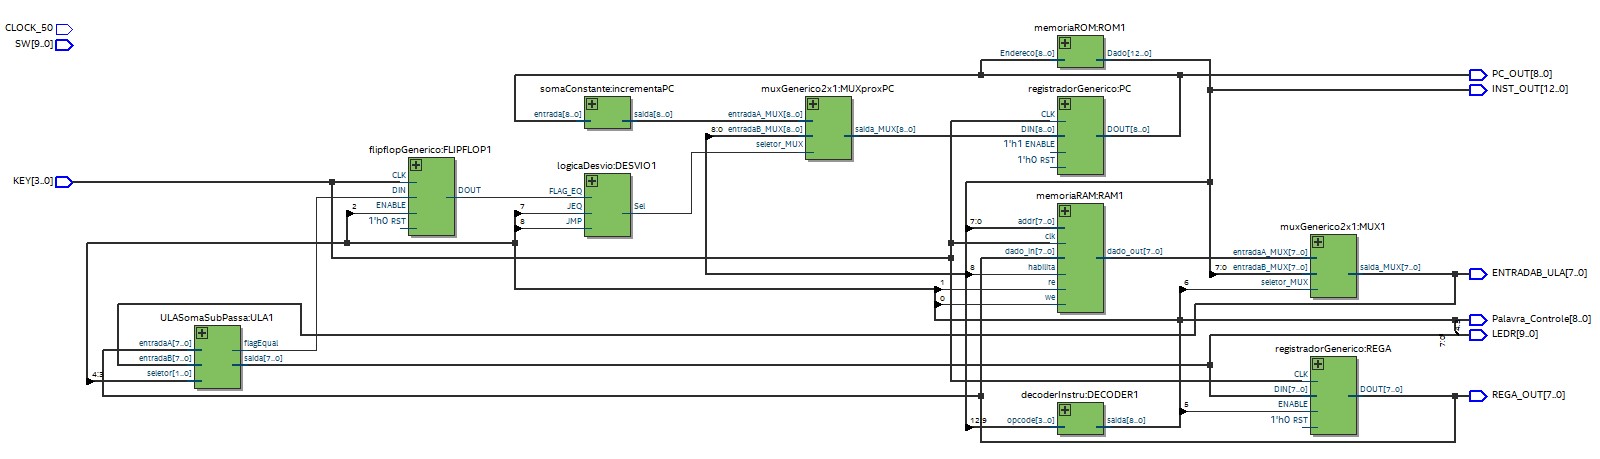 CLOCK_50
SW[9..0]
KEY[3..0]
memoriaROM:ROM1
Endereco[8..0]
Dado[12..0]
PC_OUT[8..0]
INST_OUT[12..0]
somaConstante:incrementaPC
entrada[8..0]
saida[8..0]
muxGenerico2x1:MUXproxPC
entradaA_MUX[8..0]
8:0
entradaB_MUX[8..0]
seletor_MUX
saida_MUX[8..0]
registradorGenerico:PC
CLK
DIN[8..0]
1'h1 ENABLE
1'h0 RST
DOUT[8..0]
flipflopGenerico:FLIPFLOP1
CLK
DIN
2
ENABLE
1'h0 RST
DOUT
logicaDesvio:DESVIO1
FLAG_EQ
7
JEQ
8
JMP
Sel
memoriaRAM:RAM1
7:0
addr[7..0]
clk
dado_in[7..0]
8
habilita
1
re
0
we
dado_out[7..0]
muxGenerico2x1:MUX1
entradaA_MUX[7..0]
7:0
entradaB_MUX[7..0]
6
seletor_MUX
saida_MUX[7..0]
ENTRADAB_ULA[7..0]
Palavra_Controle[8..0]
LEDR[9..0]
7:0
ULASomaSubPassa:ULA1
entradaA[7..0]
entradaB[7..0]
4:3
seletor[1..0]
flagEqual
saida[7..0]
registradorGenerico:REGA
CLK
DIN[7..0]
5
ENABLE
1'h0 RST
DOUT[7..0]
REGA_OUT[7..0]
decoderInstru:DECODER1
12:9
opcode[3..0]
saida[8..0]